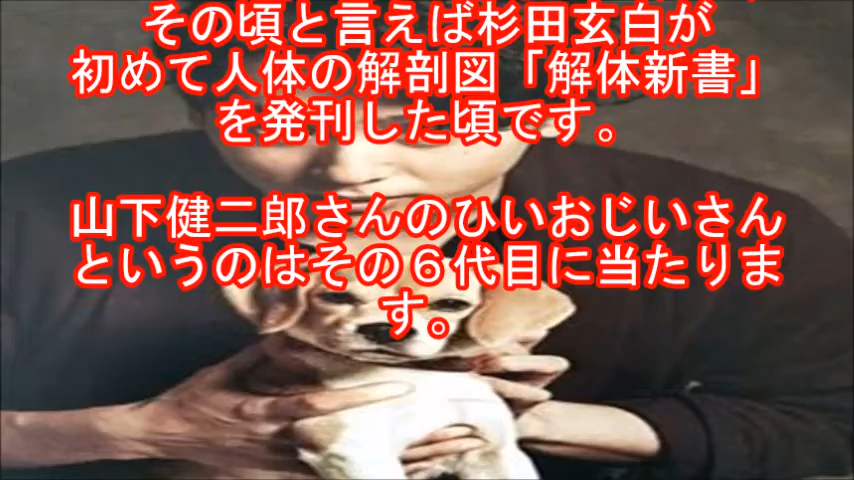 その頃と言えば杉田玄白が
初めて人体の解剖図「解体新書」
を発刊した頃です。
山下健二郎さんのひいおじいさん
というのはその６代目に当たりま
す。